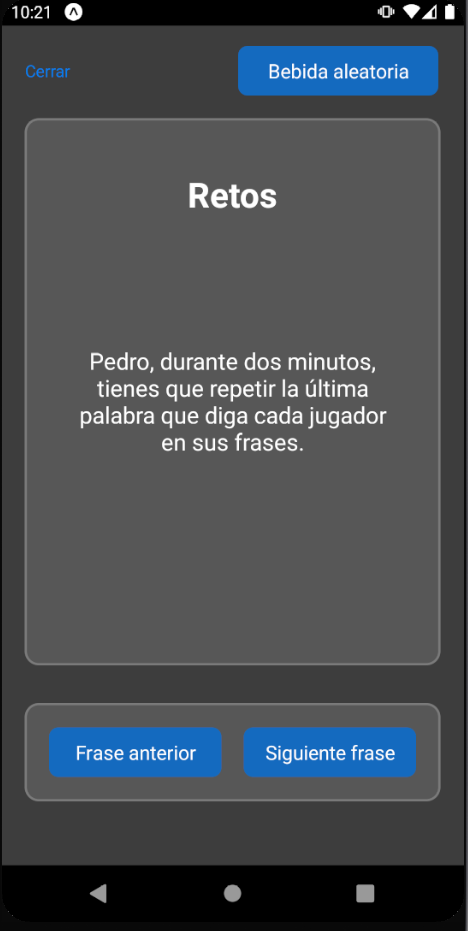 10:21
Cerrar
Bebida aleatoria
Retos
Pedro, durante dos minutos,
tienes que repetir la última
palabra que diga cada jugador
en sus frases.
Frase anterior
Siguiente frase